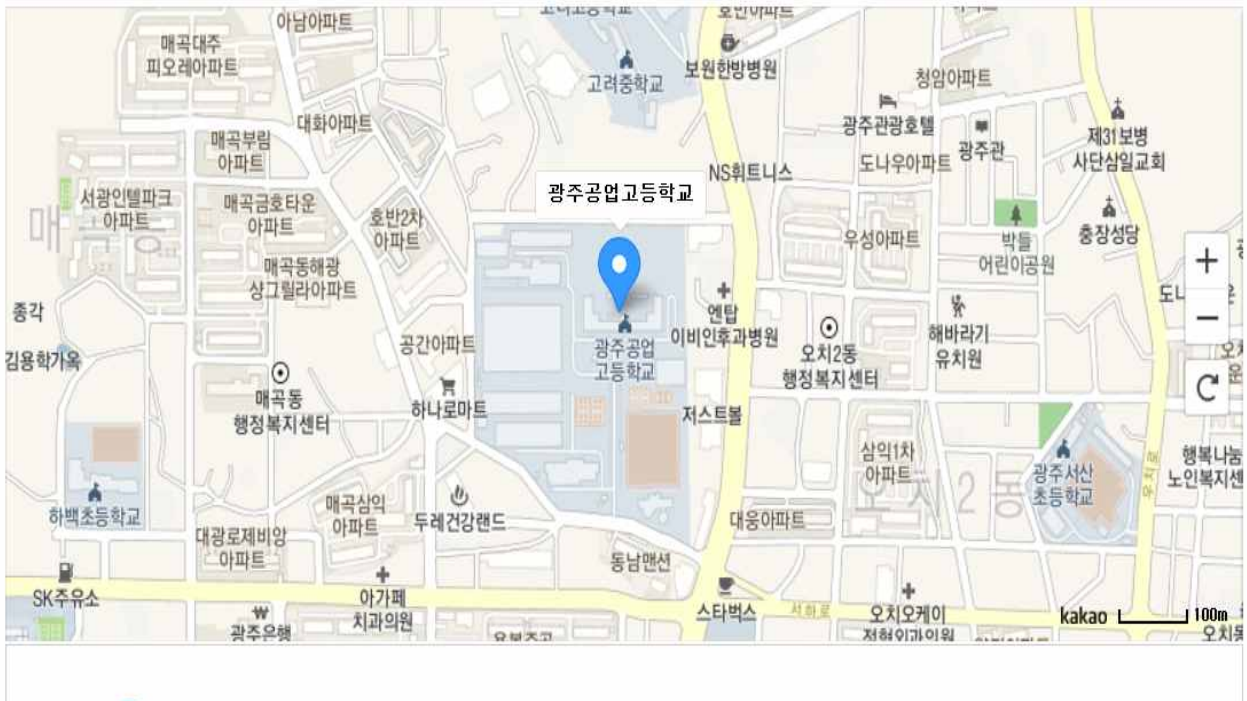 아남아파트
매곡대주
피오레아파트
고려중학교
보원한방병원
청암아파트
광주관광호텔
광주관
제31보병
사단삼일교회
대화아파트
매곡부림
아파트
도나우아파트
NS휘트니스
광주공업고등학교
서광인텔파크
아파트
매곡금호타운
아파트
호반2차
아파트
우성아파트
박들
어린이공원
충장성당
매곡동해광
샹그릴라아파트
종각
엔탑
이비인후과병원
해바라기
유치원
김용학가옥
공간아파트
광주공업
고등학교
오치2동
행정복지센터
매곡동
행정복지센터
하나로마트
저스트볼
삼익1차
아파트
광주서산
초등학교
우치로
행복나눔
노인복지센
하백초등학교
매곡삼익
아파트
두레건강랜드
대웅아파트
대광로제비앙
아파트
동남맨션
SK주유소
아가페
치과의원
스타벅스
서하로
오치오케이
정형외과의원
광주은행
kakao
100m